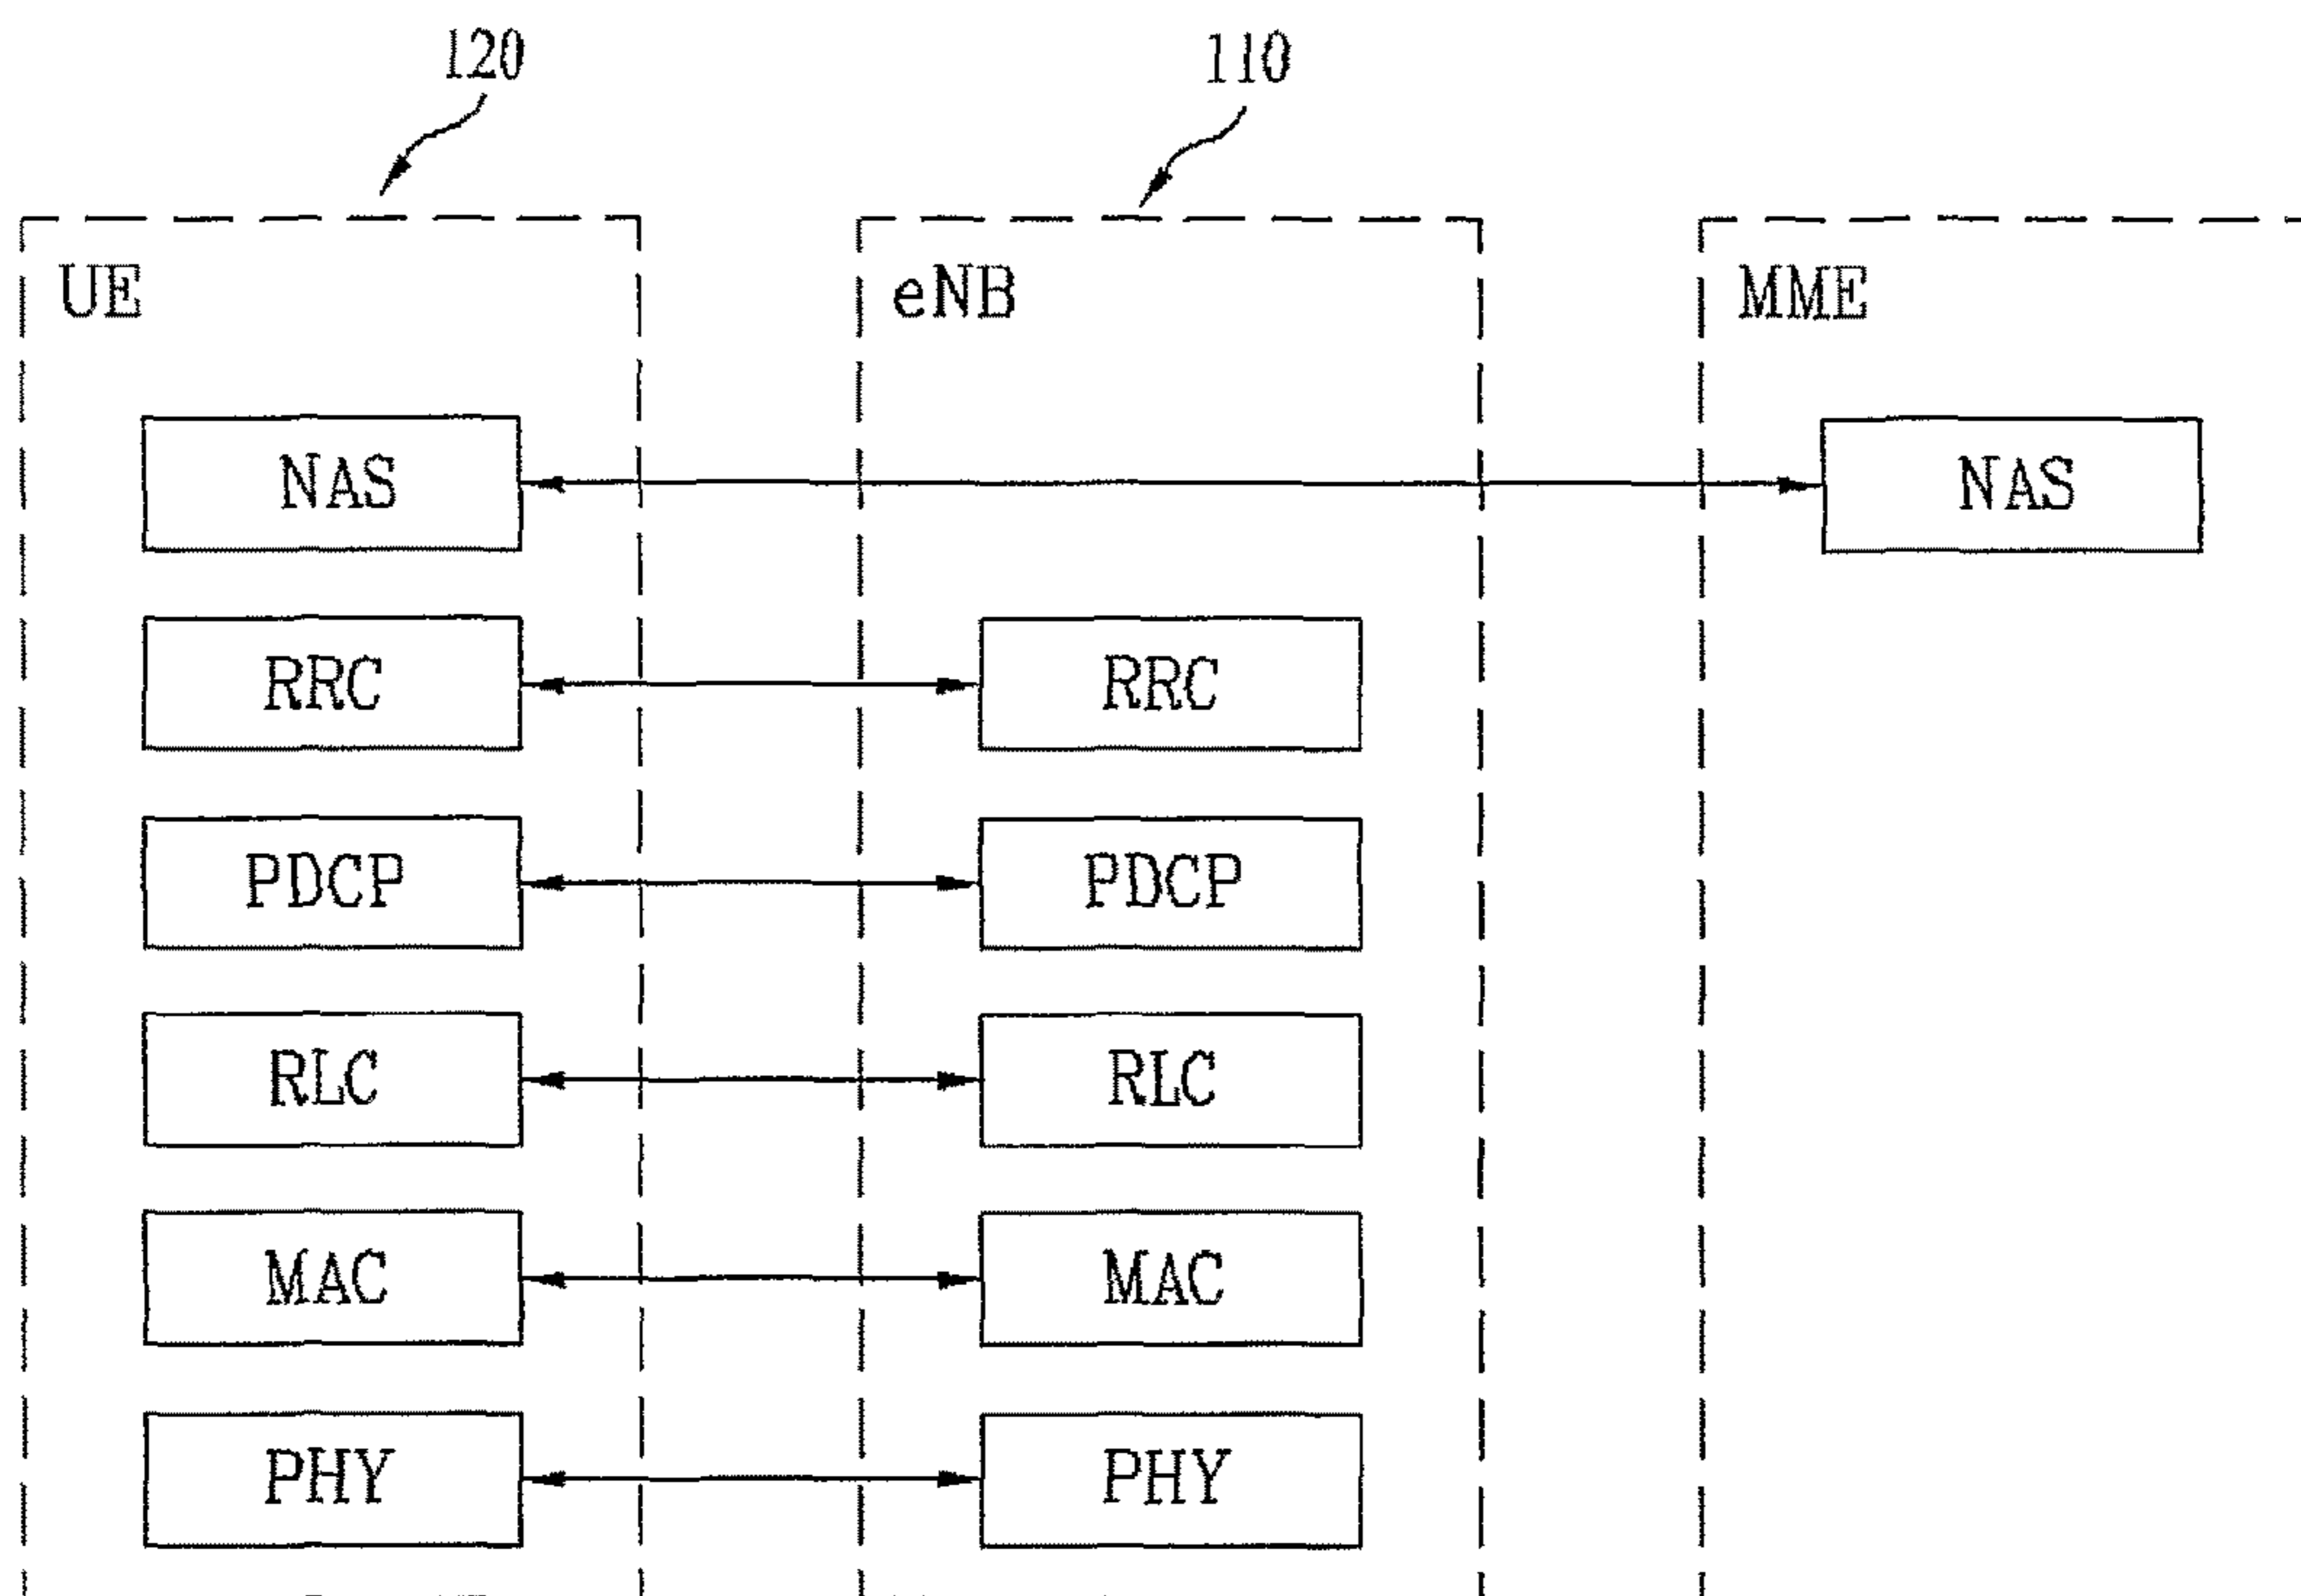 120 110
UE eNB MME
NAS NAS
RRC RRC
PDCP PDCP
RLC RLC
MAC MAC
PHY PHY